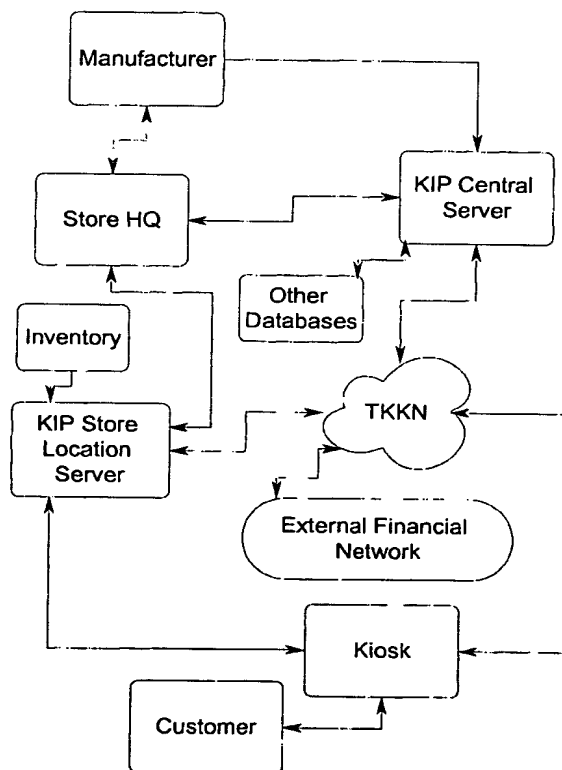 Manufacturer
KIP Central
Server
Store HQ
Other
Databases
Inventory
TKKN
KIP Store
Location
Server
External Financial
Network
Kiosk
Customer